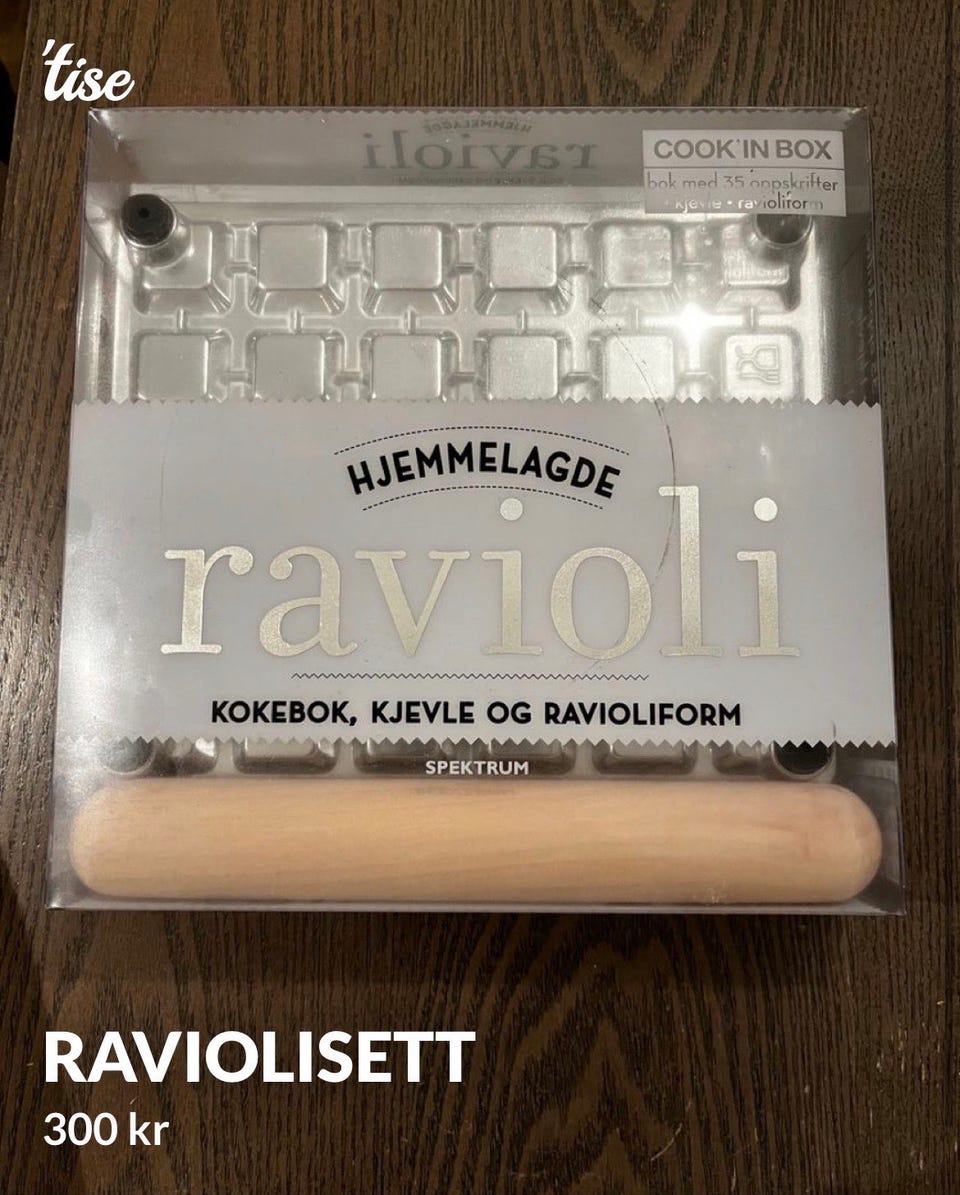 'tise
ravioli
COOK'IN BOX
bok med 35 oppskrifter
• kjevle • ravioliform
HJEMMELAGDE
ravioli
KOKEBOK, KJEVLE OG RAVIOLIFORM
SPEKTRUM
RAVIOLISETT
300 kr